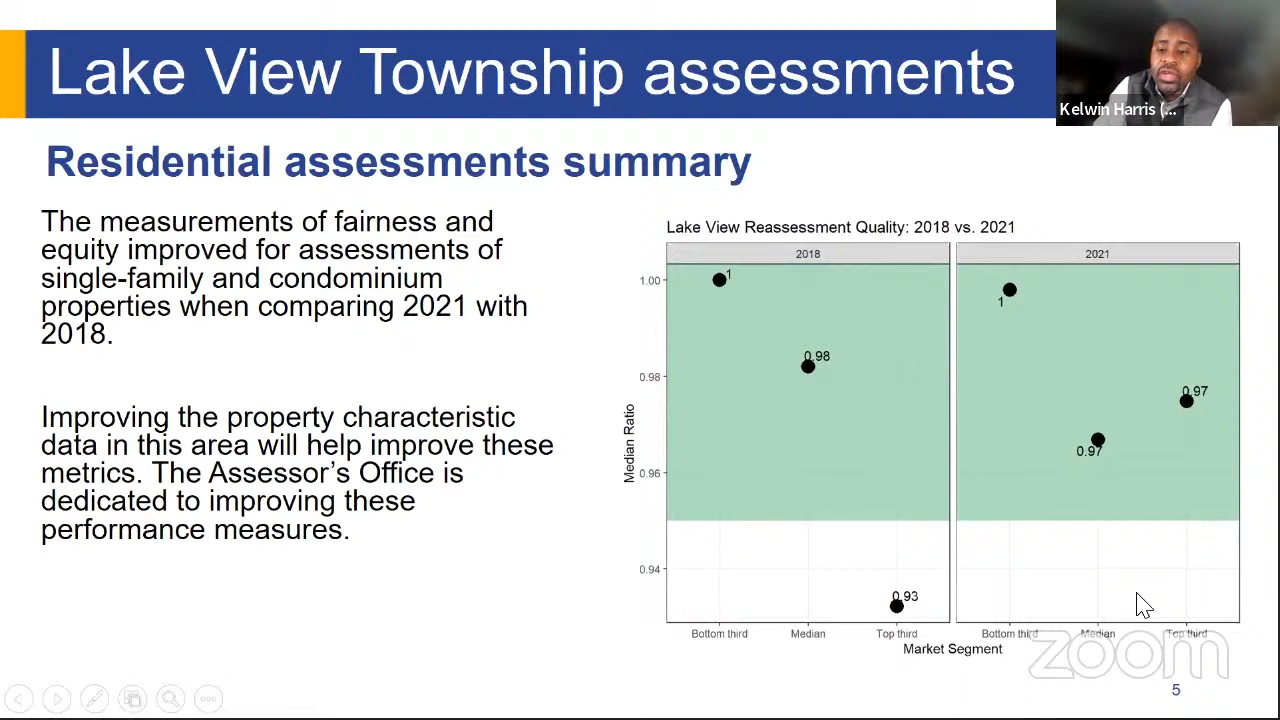 Lake View Township assessments
Kelwin Harris (...
Residential assessments summary
The measurements of fairness and
equity improved for assessments of
single-family and condominium
properties when comparing 2021 with
2018.
Improving the property characteristic
data in this area will help improve these
metrics. The Assessor’s Office is
dedicated to improving these
performance measures.
Lake View Reassessment Quality: 2018 vs. 2021
2018
2021
1.00
0.98
0.96
0.94
Median Ratio
1
0.98
0.93
1
0.97
0.97
Bottom third
Median
Top third
Bottom third
Median
Top third
Market Segment
zoom
5